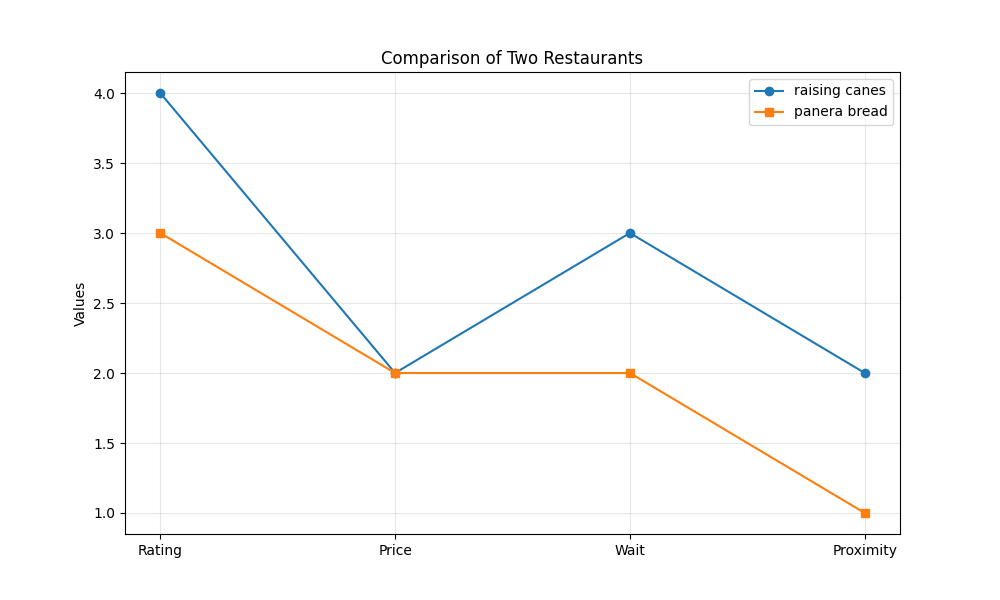 Comparison of Two Restaurants
raising canes
panera bread
Values
4.0
3.5
3.0
2.5
2.0
1.5
1.0
Rating Price Wait Proximity